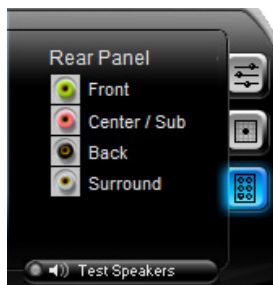 Rear Panel
Front
Center / Sub
Back
Surround
Test Speakers